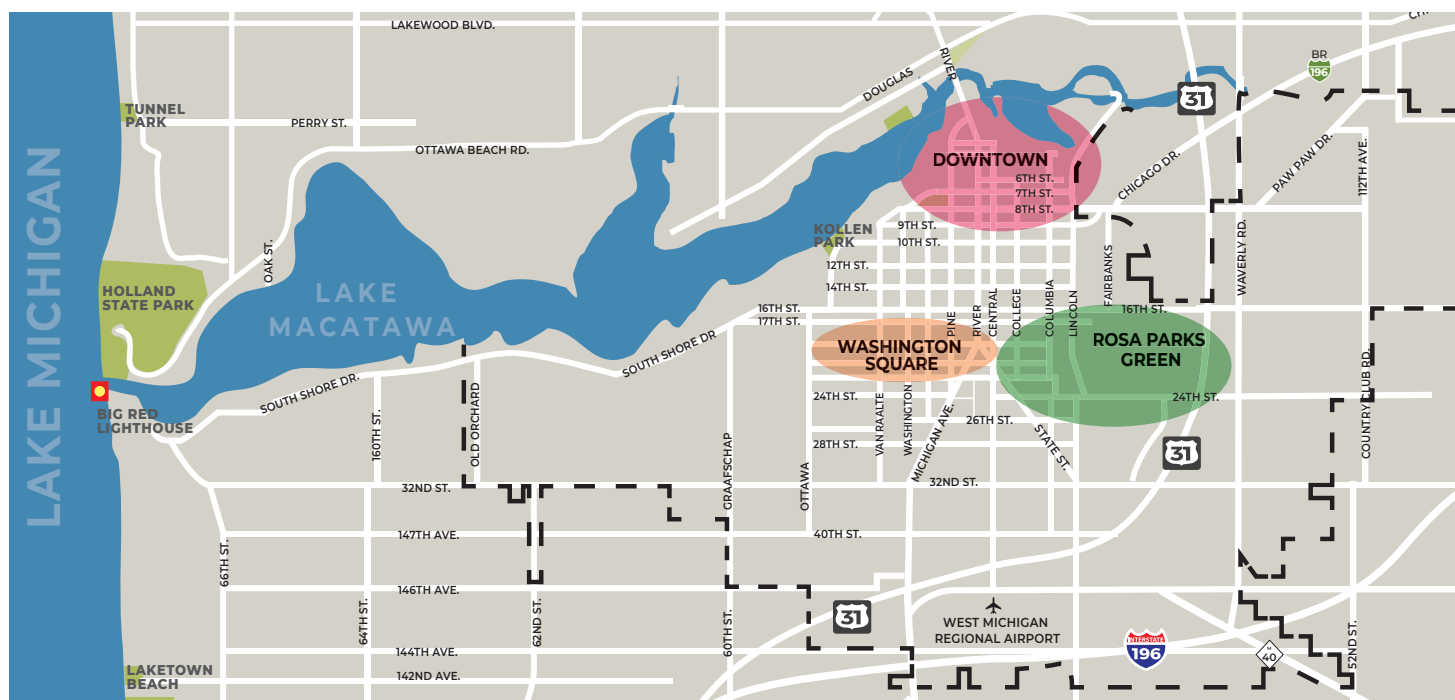 LAKEWOOD BLVD.
RIVER
DOUGLAS
BR
196
31
TUNNEL
PARK
PERRY ST.
OTTAWA BEACH RD.
DOWNTOWN
6TH ST.
7TH ST.
8TH ST.
CHICAGO DR.
PAW PAW DR.
112TH AVE.
LAKE MICHIGAN
KOLLEN
PARK
9TH ST.
10TH ST.
12TH ST.
14TH ST.
OAK ST.
WAVERLY RD.
FAIRBANKS
HOLLAND
STATE PARK
LAKE
MACATAWA
16TH ST.
17TH ST.
PINE
RIVER
CENTRAL
COLLEGE
COLUMBIA
LINCOLN
16TH ST.
WASHINGTON
SQUARE
ROSA PARKS
GREEN
SOUTH SHORE DR
SOUTH SHORE DR.
BIG RED
LIGHTHOUSE
160TH ST.
OLD ORCHARD
24TH ST.
24TH ST.
VAN RAALTE
WASHINGTON
MICHIGAN AVE.
26TH ST.
28TH ST.
STATE ST.
COUNTRY CLUB RD.
31
GRAAFSCHAP
OTTAWA
32ND ST.
32ND ST.
147TH AVE.
40TH ST.
66TH ST.
146TH AVE.
64TH ST.
62ND ST.
60TH ST.
31
WEST MICHIGAN
REGIONAL AIRPORT
INTERSTATE
196
M
40
52ND ST.
144TH AVE.
LAKETOWN
BEACH
142ND AVE.